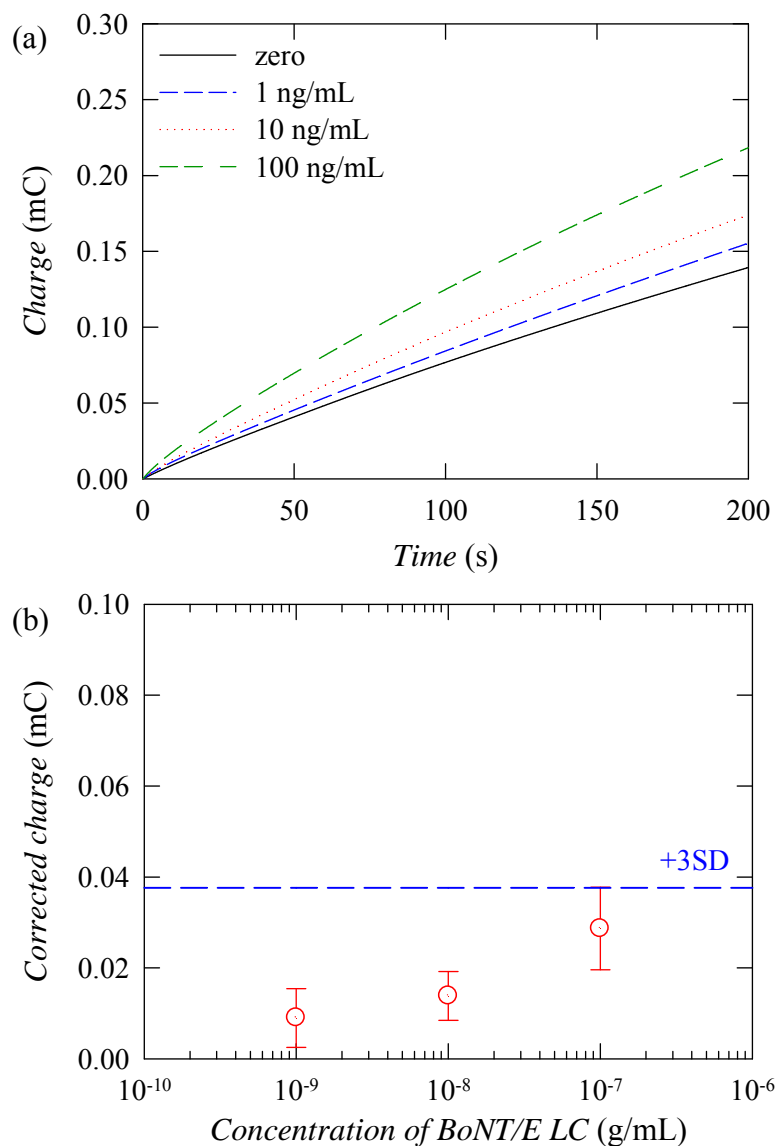 (a)
0.30
0.25
0.20
0.15
0.10
0.05
0.00
Charge (mC)
zero
1 ng/mL
10 ng/mL
100 ng/mL
0 50 100 150 200
Time (s)
(b)
0.10
0.08
0.06
0.04
0.02
0.00
Corrected charge (mC)
+3SD
10⁻¹⁰ 10⁻⁹ 10⁻⁸ 10⁻⁷ 10⁻⁶
Concentration of BoNT/E LC (g/mL)